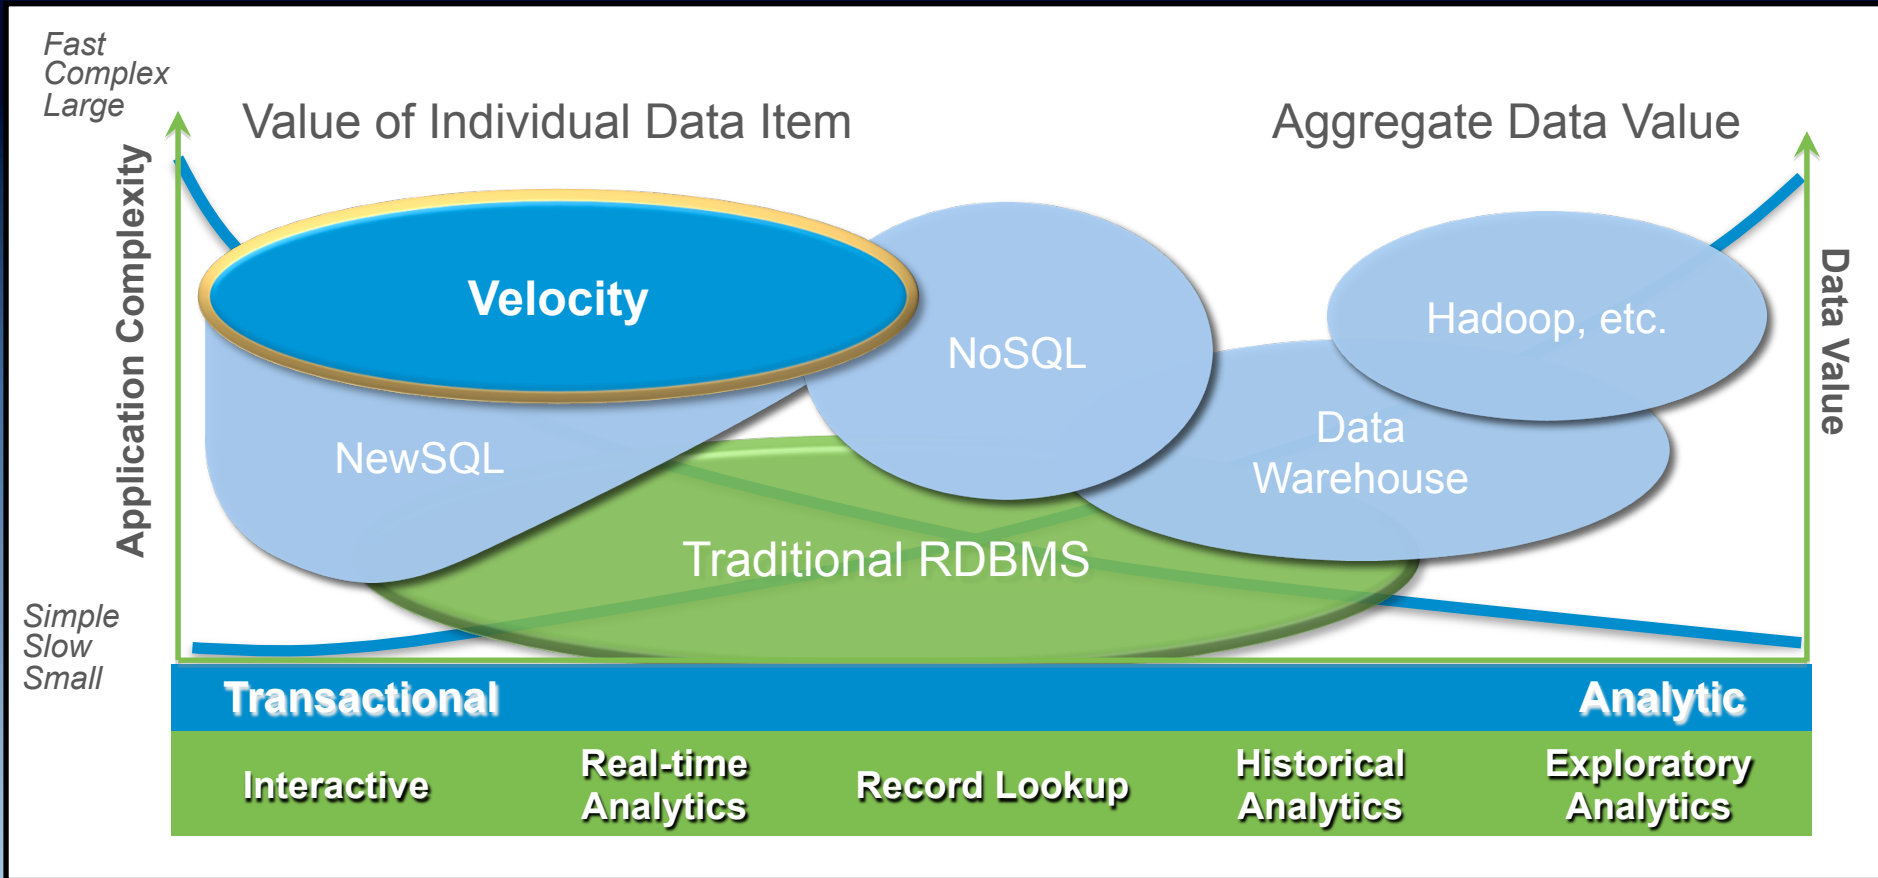 Fast
Complex
Large
Value of Individual Data Item
Aggregate Data Value
Application Complexity
Data Value
Velocity
NoSQL
Hadoop, etc.
NewSQL
Data
Warehouse
Traditional RDBMS
Simple
Slow
Small
Transactional
Analytic
Interactive
Real-time
Analytics
Record Lookup
Historical
Analytics
Exploratory
Analytics